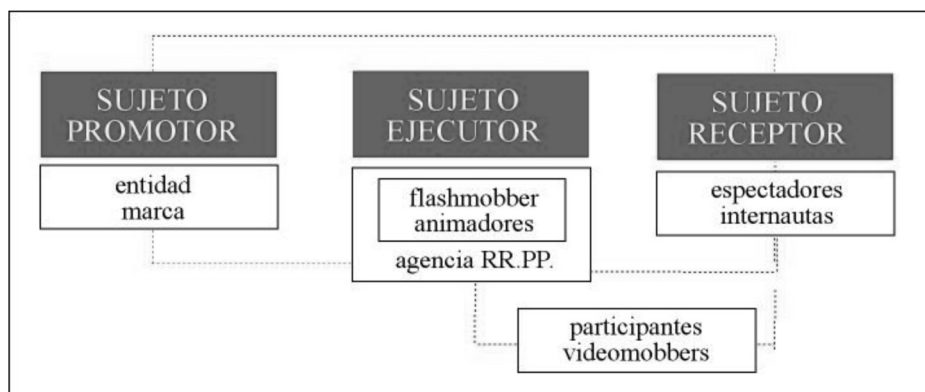 SUJETO
PROMOTOR
entidad
marca
SUJETO
EJECUTOR
flashmobber
animadores
agencia RR.PP.
SUJETO
RECEPTOR
espectadores
internautas
participantes
videomobbers